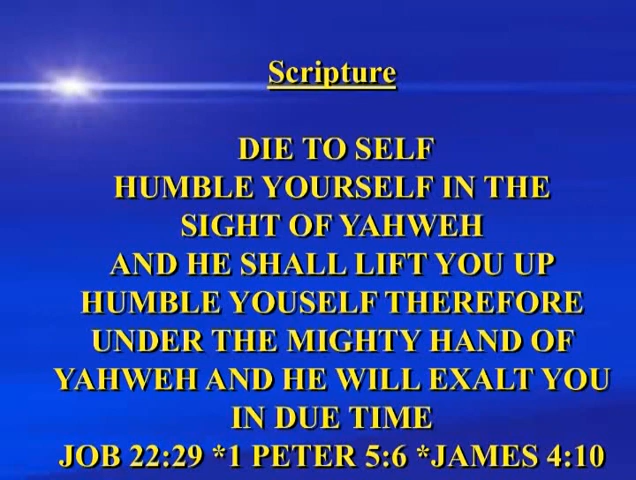 Scripture
DIE TO SELF
HUMBLE YOURSELF IN THE
SIGHT OF YAHWEH
AND HE SHALL LIFT YOU UP
HUMBLE YOUSELF THEREFORE
UNDER THE MIGHTY HAND OF
YAHWEH AND HE WILL EXALT YOU
IN DUE TIME
JOB 22:29 *1 PETER 5:6 *JAMES 4:10